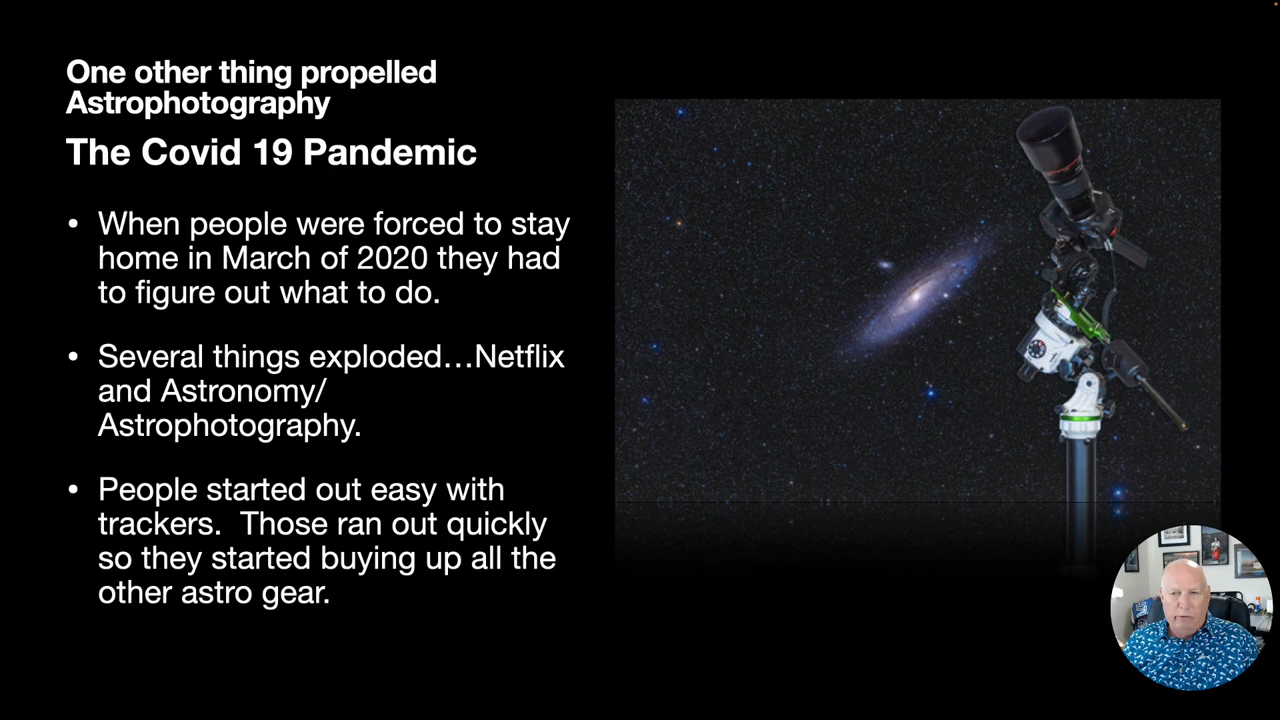 One other thing propelled
Astrophotography
The Covid 19 Pandemic
• When people were forced to stay
home in March of 2020 they had
to figure out what to do.
• Several things exploded…Netflix
and Astronomy/
Astrophotography.
• People started out easy with
trackers.  Those ran out quickly
so they started buying up all the
other astro gear.